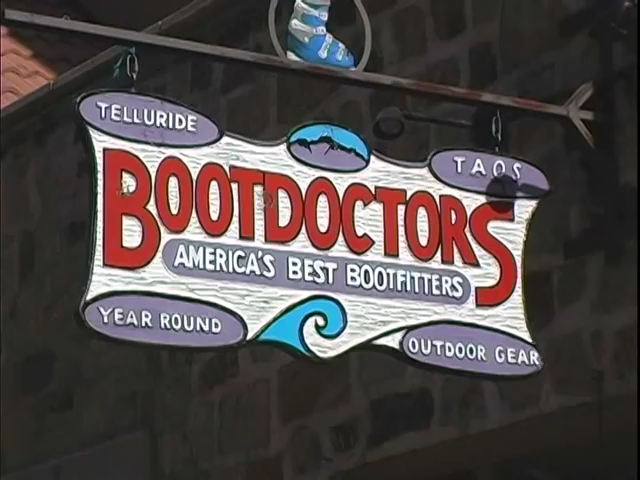 TELLURIDE
TAOS
BOOTDOCTORS
AMERICA'S BEST BOOTFITTERS
YEAR ROUND
OUTDOOR GEAR